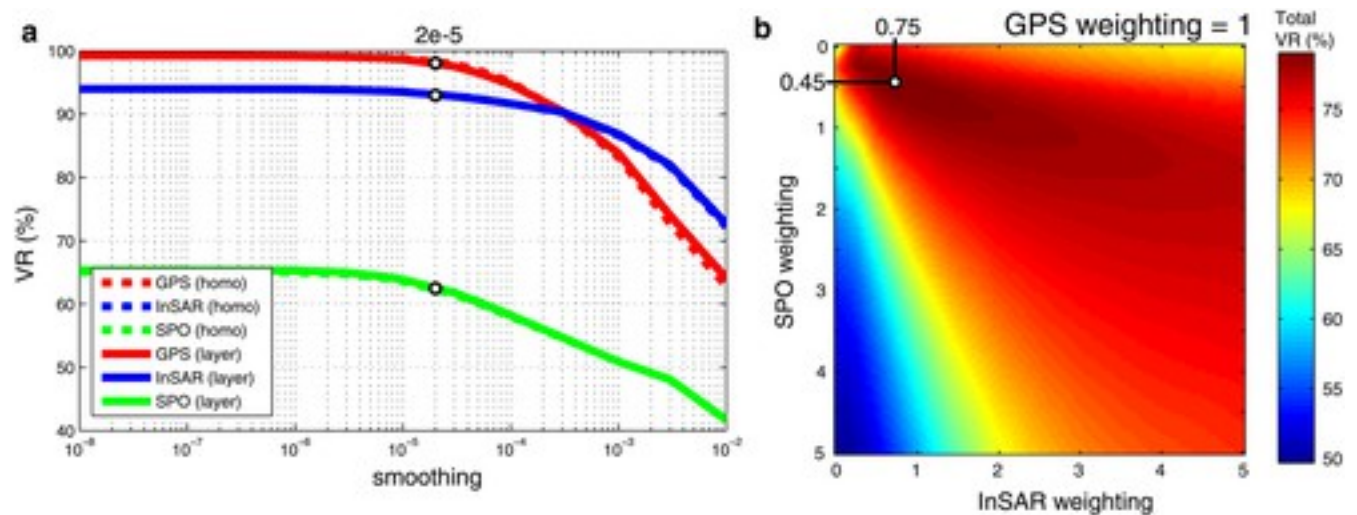 a
2e-5
100
90
80
70
60
50
40
VR (%)
GPS (homo)
InSAR (homo)
SPO (homo)
GPS (layer)
InSAR (layer)
SPO (layer)
10⁻⁸ 10⁻⁷ 10⁻⁶ 10⁻⁵ 10⁻⁴ 10⁻³ 10⁻²
smoothing
b
0.75
GPS weighting = 1
0.45
0
1
2
3
4
5
SPO weighting
0 1 2 3 4 5
InSAR weighting
Total
VR (%)
75
70
65
60
55
50